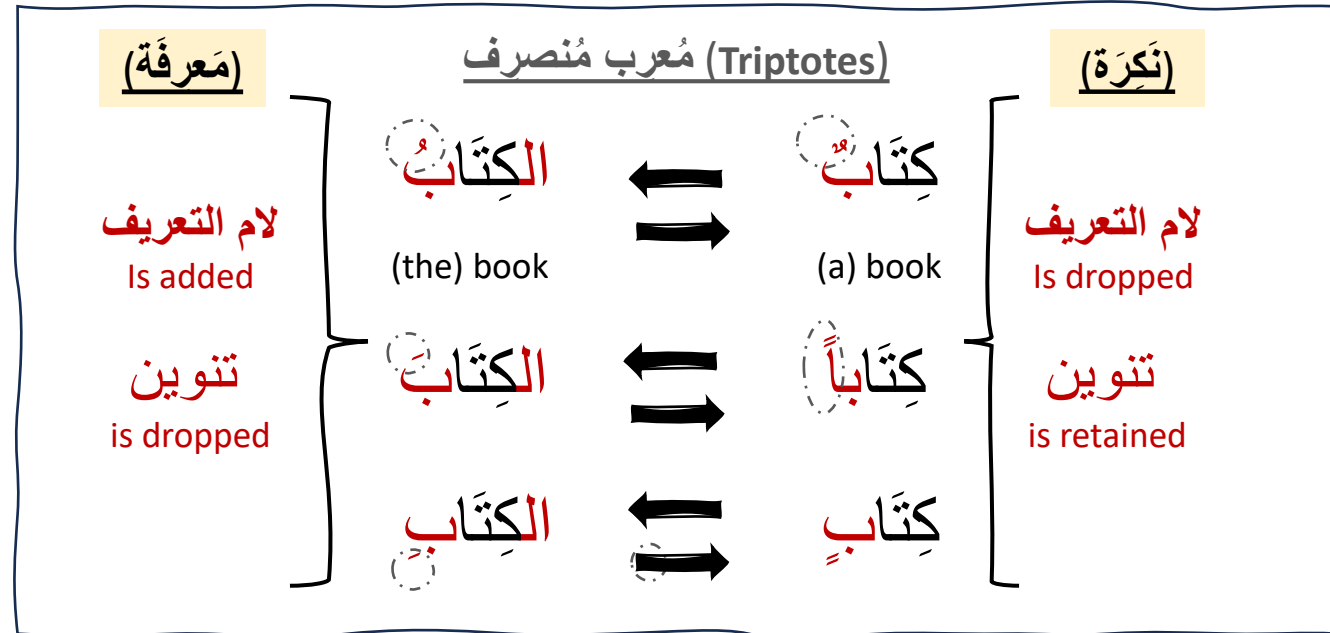 (Triptotes) مُعرب مُنصرف
(نَكِرَة)
لام التعريف
Is dropped
تنوين
is retained
كِتَابٌ
(a) book
كِتَاباً
كِتَابٍ
الكِتَابُ
(the) book
الكِتَابَ
الكِتَابِ
(مَعرفَة)
لام التعريف
Is added
تنوين
is dropped